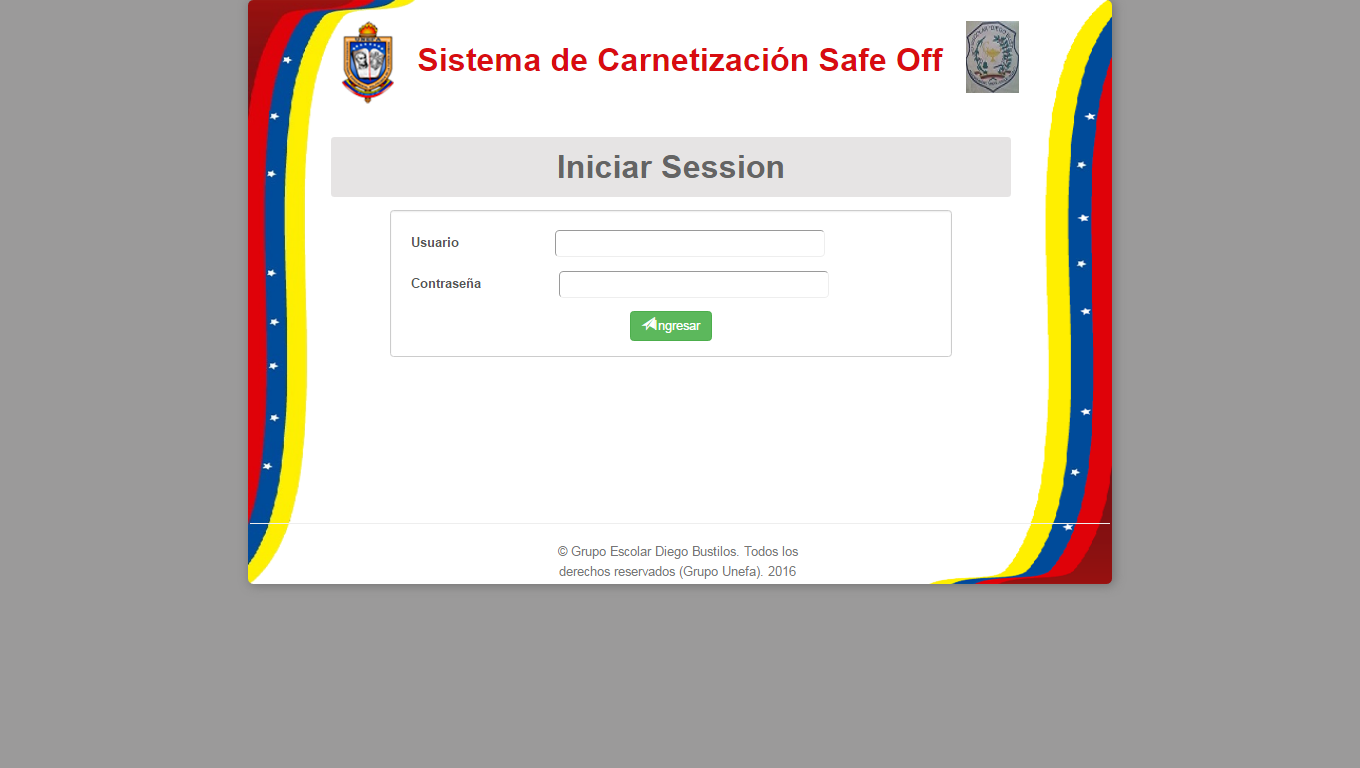 UNEFA
Sistema de Carnetización Safe Off
Iniciar Session
Usuario
Contraseña
Ingresar
© Grupo Escolar Diego Bustilos. Todos los
derechos reservados (Grupo Unefa). 2016